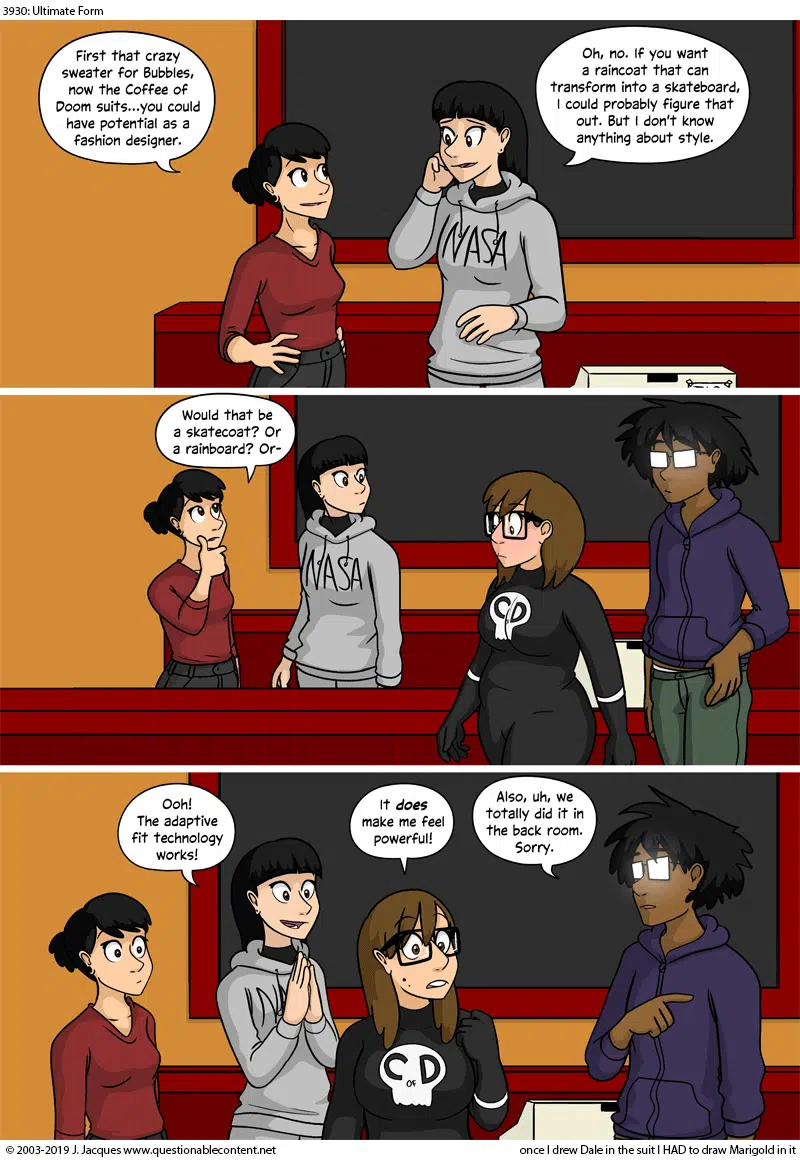 3930: Ultimate Form
First that crazy
sweater for Bubbles,
now the Coffee of
Doom suits...you could
have potential as a
fashion designer.
Oh, no. If you want
a raincoat that can
transform into a skateboard,
I could probably figure that
out. But I don't know
anything about style.
NASA
Would that be
a skatecoat? Or
a rainboard? Or-
NASA
C D
Ooh!
The adaptive
fit technology
works!
It does
make me feel
powerful!
Also, uh, we
totally did it in
the back room.
Sorry.
C D
OF
© 2003-2019 J. Jacques www.questionablecontent.net
once I drew Dale in the suit I HAD to draw Marigold in it